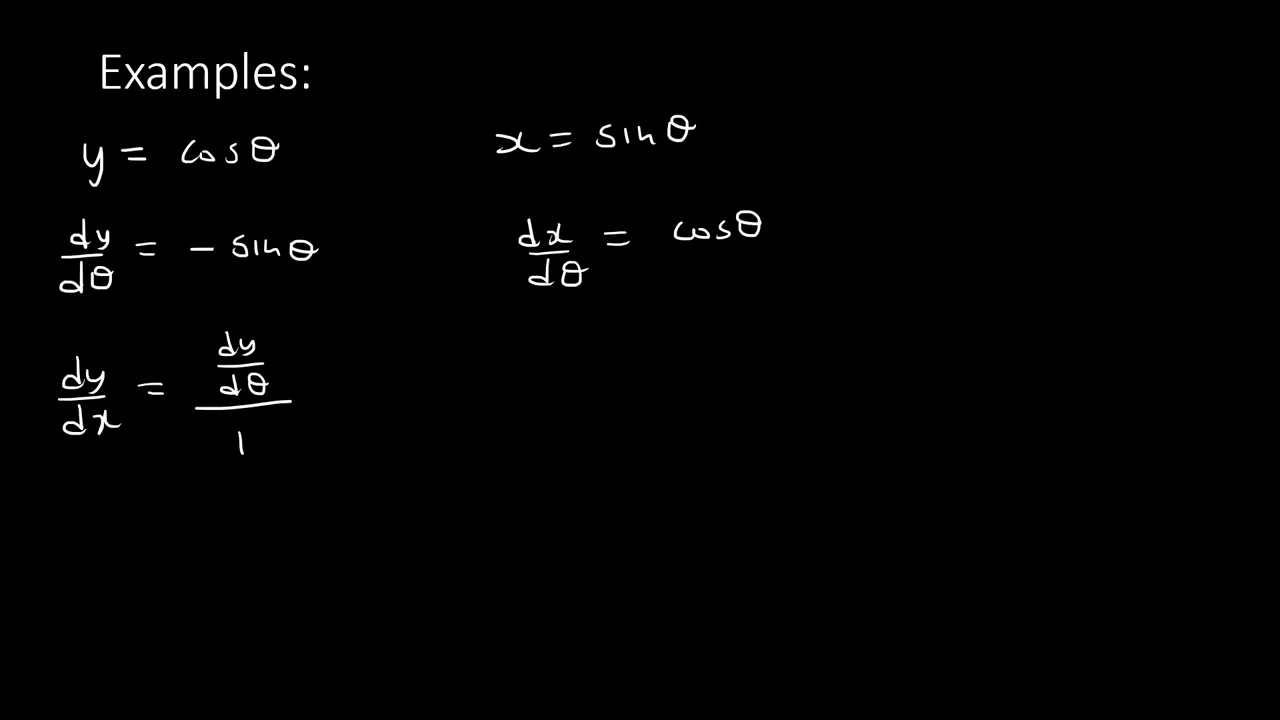 Examples:
y = cosθ
x = sinθ
dy/dθ = - sinθ
dx/dθ = cosθ
dy/dx = (dy/dθ)/1